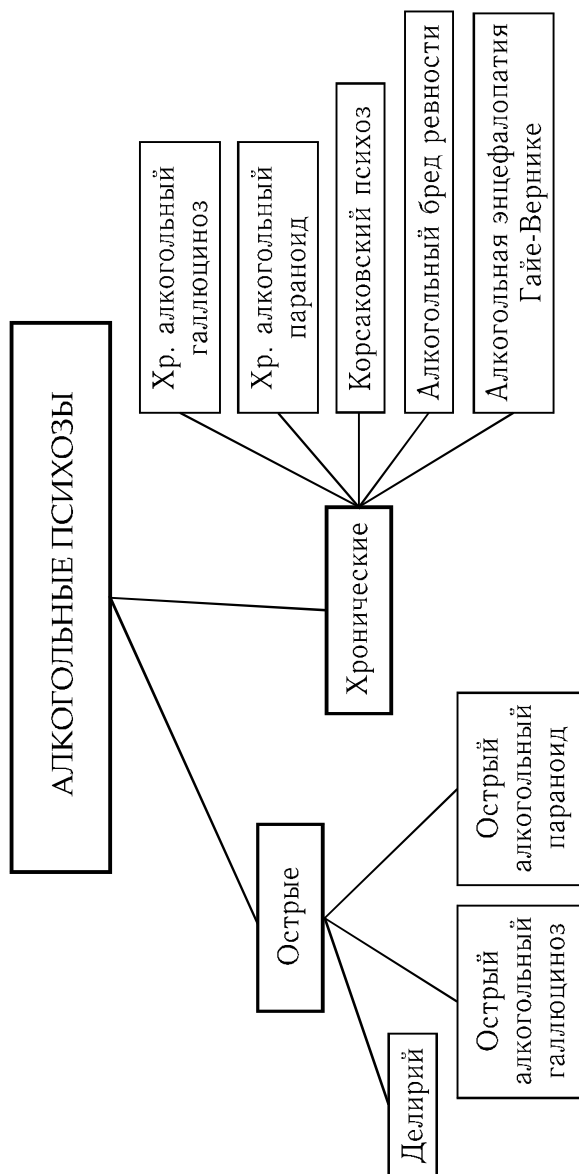 АЛКОГОЛЬНЫЕ ПСИХОЗЫ
Острые
Делирий
Острый
алкогольный
галлюциноз
Острый
алкогольный
параноид
Хронические
Хр. алкогольный
галлюциноз
Хр. алкогольный
параноид
Корсаковский психоз
Алкогольный бред ревности
Алкогольная энцефалопатия
Гайе-Вернике